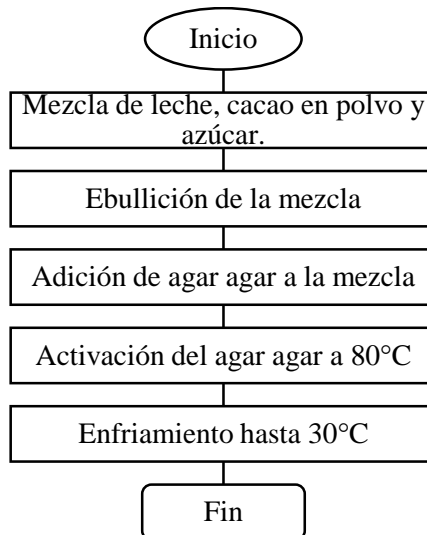 Inicio
Mezcla de leche, cacao en polvo y
azúcar.
Ebullición de la mezcla
Adición de agar agar a la mezcla
Activación del agar agar a 80°C
Enfriamiento hasta 30°C
Fin